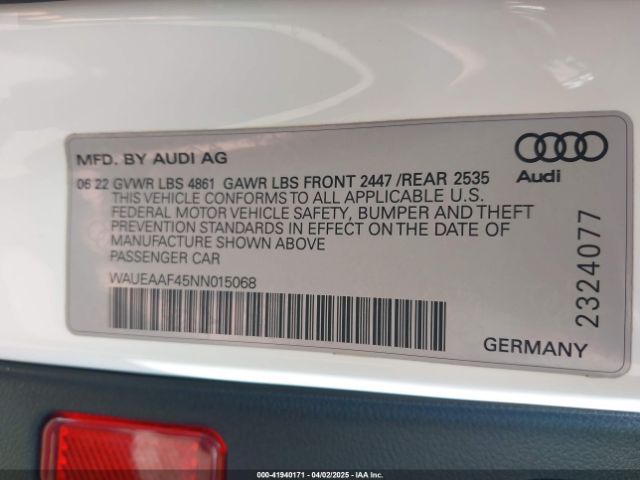 MFD. BY AUDI AG
06 22 GVWR LBS 4861 GAWR LBS FRONT 2447 /REAR 2535
THIS VEHICLE CONFORMS TO ALL APPLICABLE U.S.
FEDERAL MOTOR VEHICLE SAFETY, BUMPER AND THEFT
PREVENTION STANDARDS IN EFFECT ON THE DATE OF
MANUFACTURE SHOWN ABOVE
PASSENGER CAR
WAUEAAF45NN015068
Audi
2324077
GERMANY
000-41940171 - 04/02/2025 - IAAI, Inc.